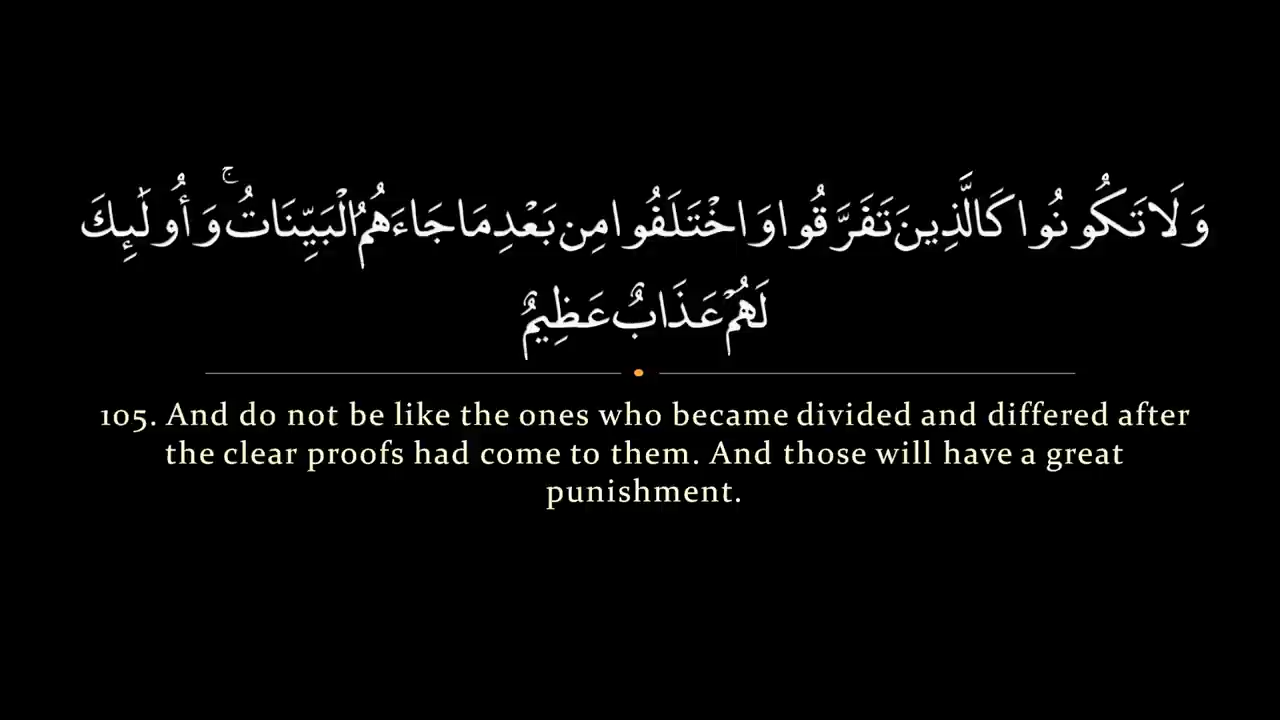 وَلَا تَكُونُوا كَالَّذِينَ تَفَرَّقُوا وَاخْتَلَفُوا مِن بَعْدِ مَا جَاءَهُمُ الْبَيِّنَاتُ ۚ وَأُولَٰئِكَ
لَهُمْ عَذَابٌ عَظِيمٌ
105. And do not be like the ones who became divided and differed after
the clear proofs had come to them. And those will have a great
punishment.